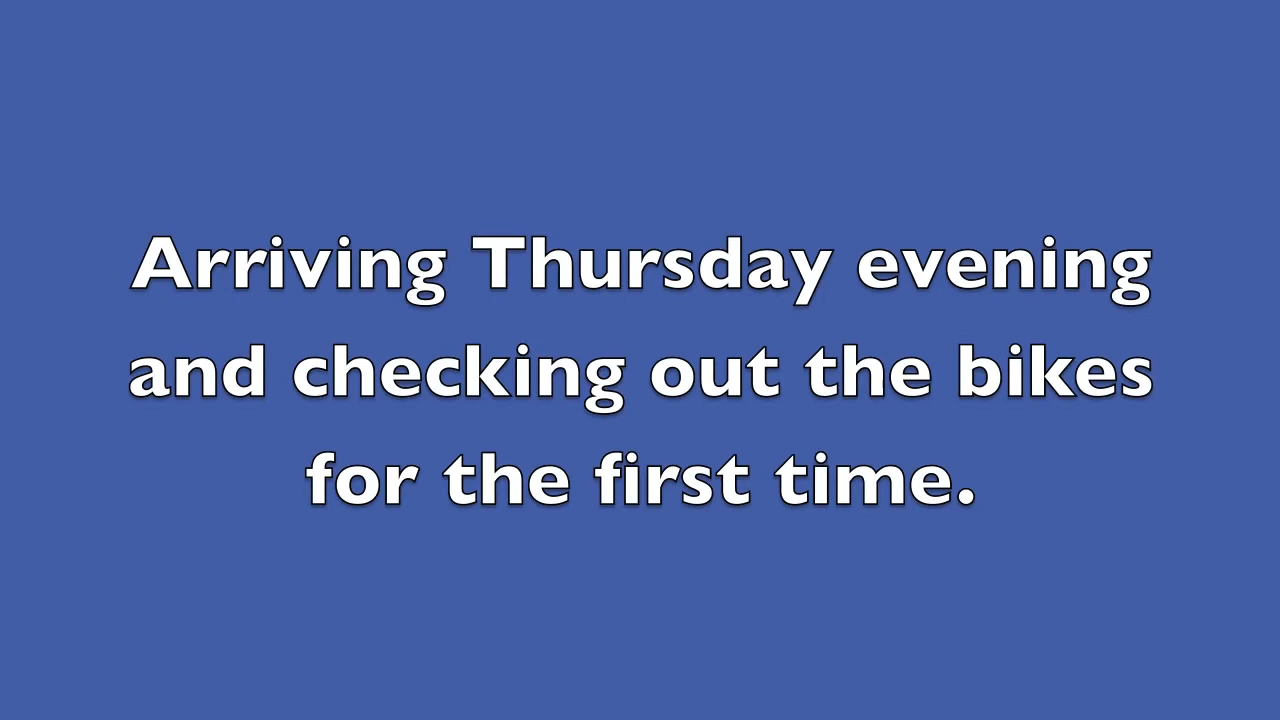 Arriving Thursday evening
and checking out the bikes
for the first time.